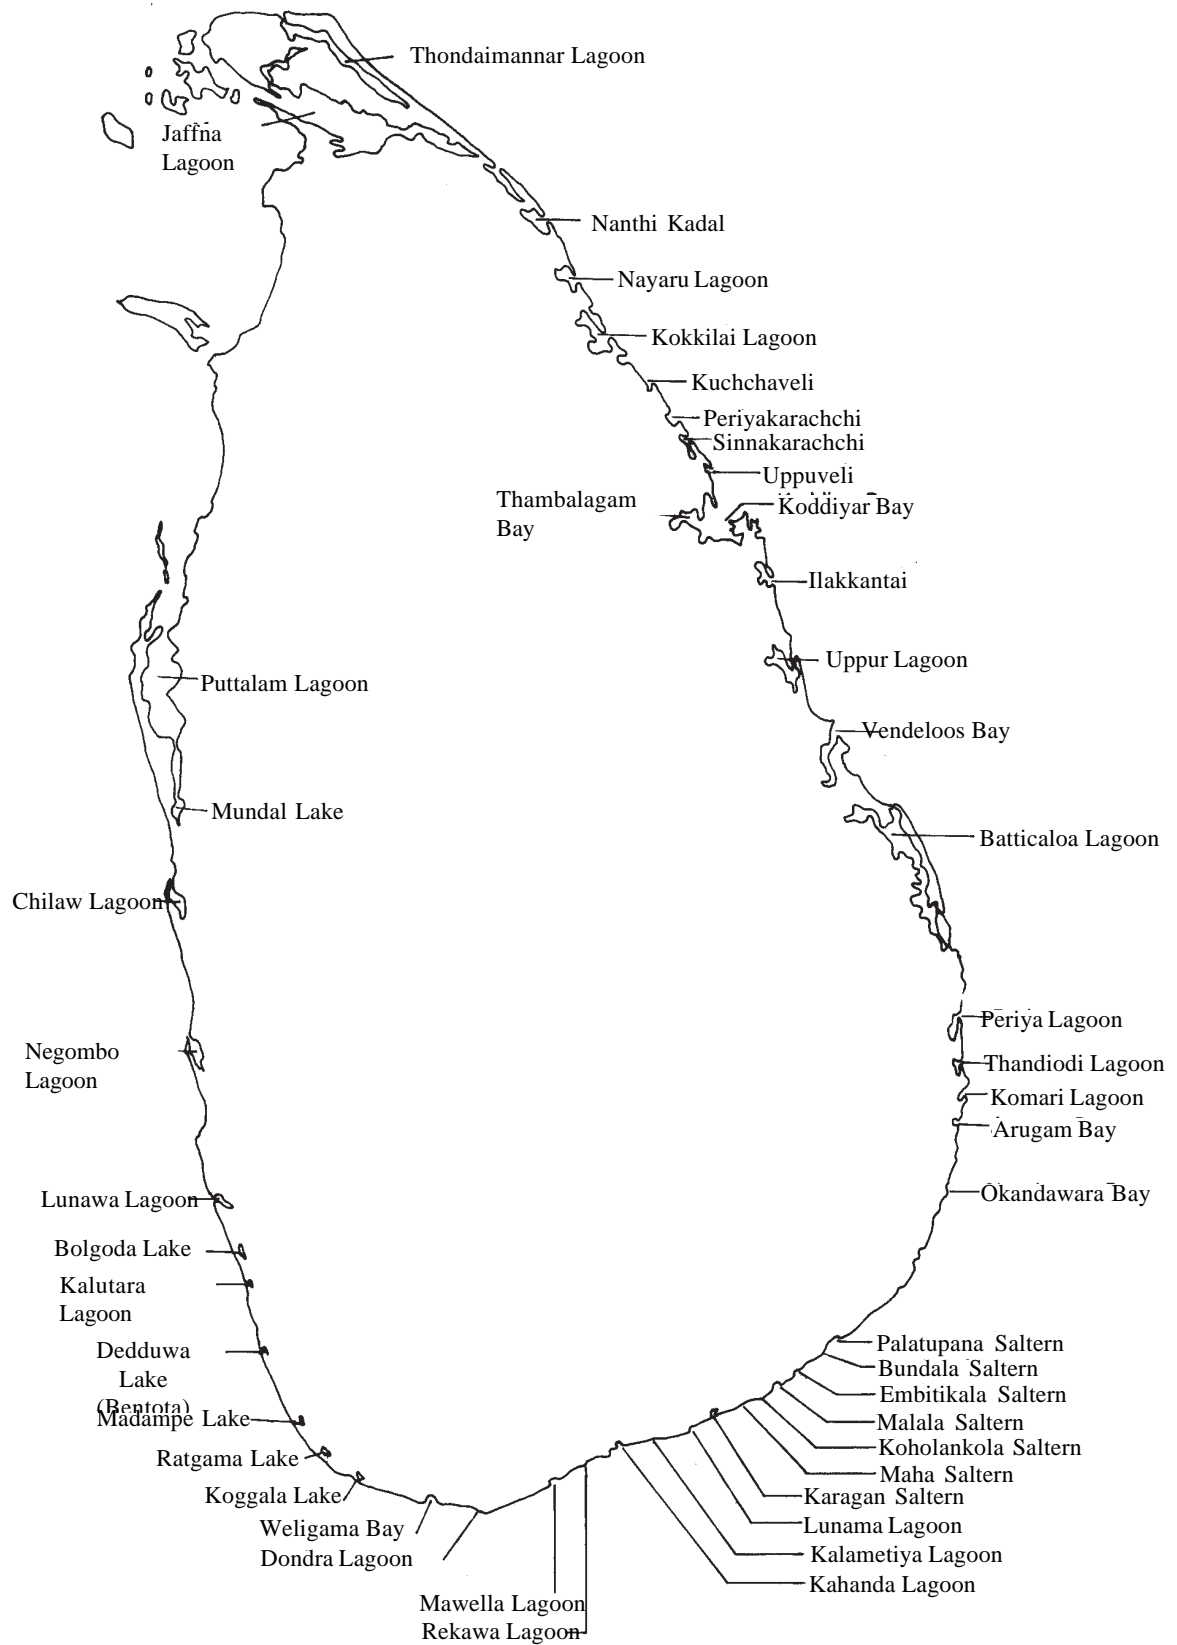 Thondaimannar Lagoon
Jaffna
Lagoon
Nanthi Kadal
Nayaru Lagoon
Kokkilai Lagoon
Kuchchaveli
Periyakarachchi
Sinnakarachchi
Uppuveli
Thambalagam
Bay
Koddiyar Bay
Ilakkantai
Uppur Lagoon
Puttalam Lagoon
Vendeloos Bay
Mundal Lake
Batticaloa Lagoon
Chilaw Lagoon
Periya Lagoon
Negombo
Lagoon
Thandiodi Lagoon
Komari Lagoon
Arugam Bay
Okandawara Bay
Lunawa Lagoon
Bolgoda Lake
Kalutara
Lagoon
Dedduwa
Lake
(Bentota)
Madampe Lake
Ratgama Lake
Koggala Lake
Weligama Bay
Dondra Lagoon
Mawella Lagoon
Rekawa Lagoon
Palatupana Saltern
Bundala Saltern
Embitikala Saltern
Malala Saltern
Koholankola Saltern
Maha Saltern
Karagan Saltern
Lunama Lagoon
Kalametiya Lagoon
Kahanda Lagoon